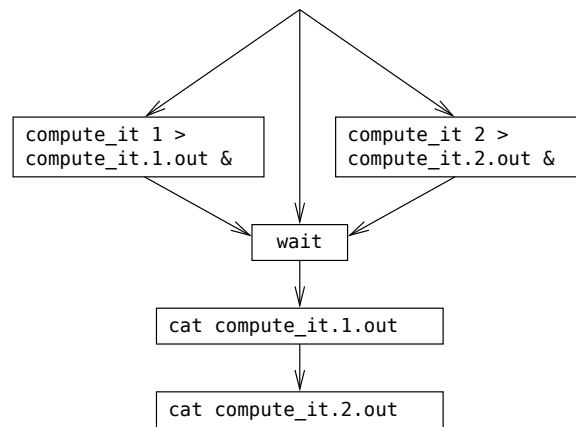 compute_it 1 >
compute_it.1.out &
compute_it 2 >
compute_it.2.out &
wait
cat compute_it.1.out
cat compute_it.2.out